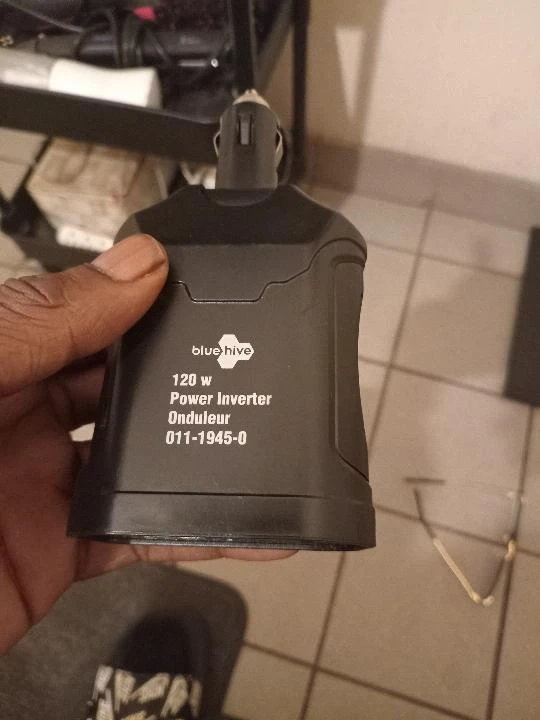 blue hive
120 w
Power Inverter
Onduleur
011-1945-0